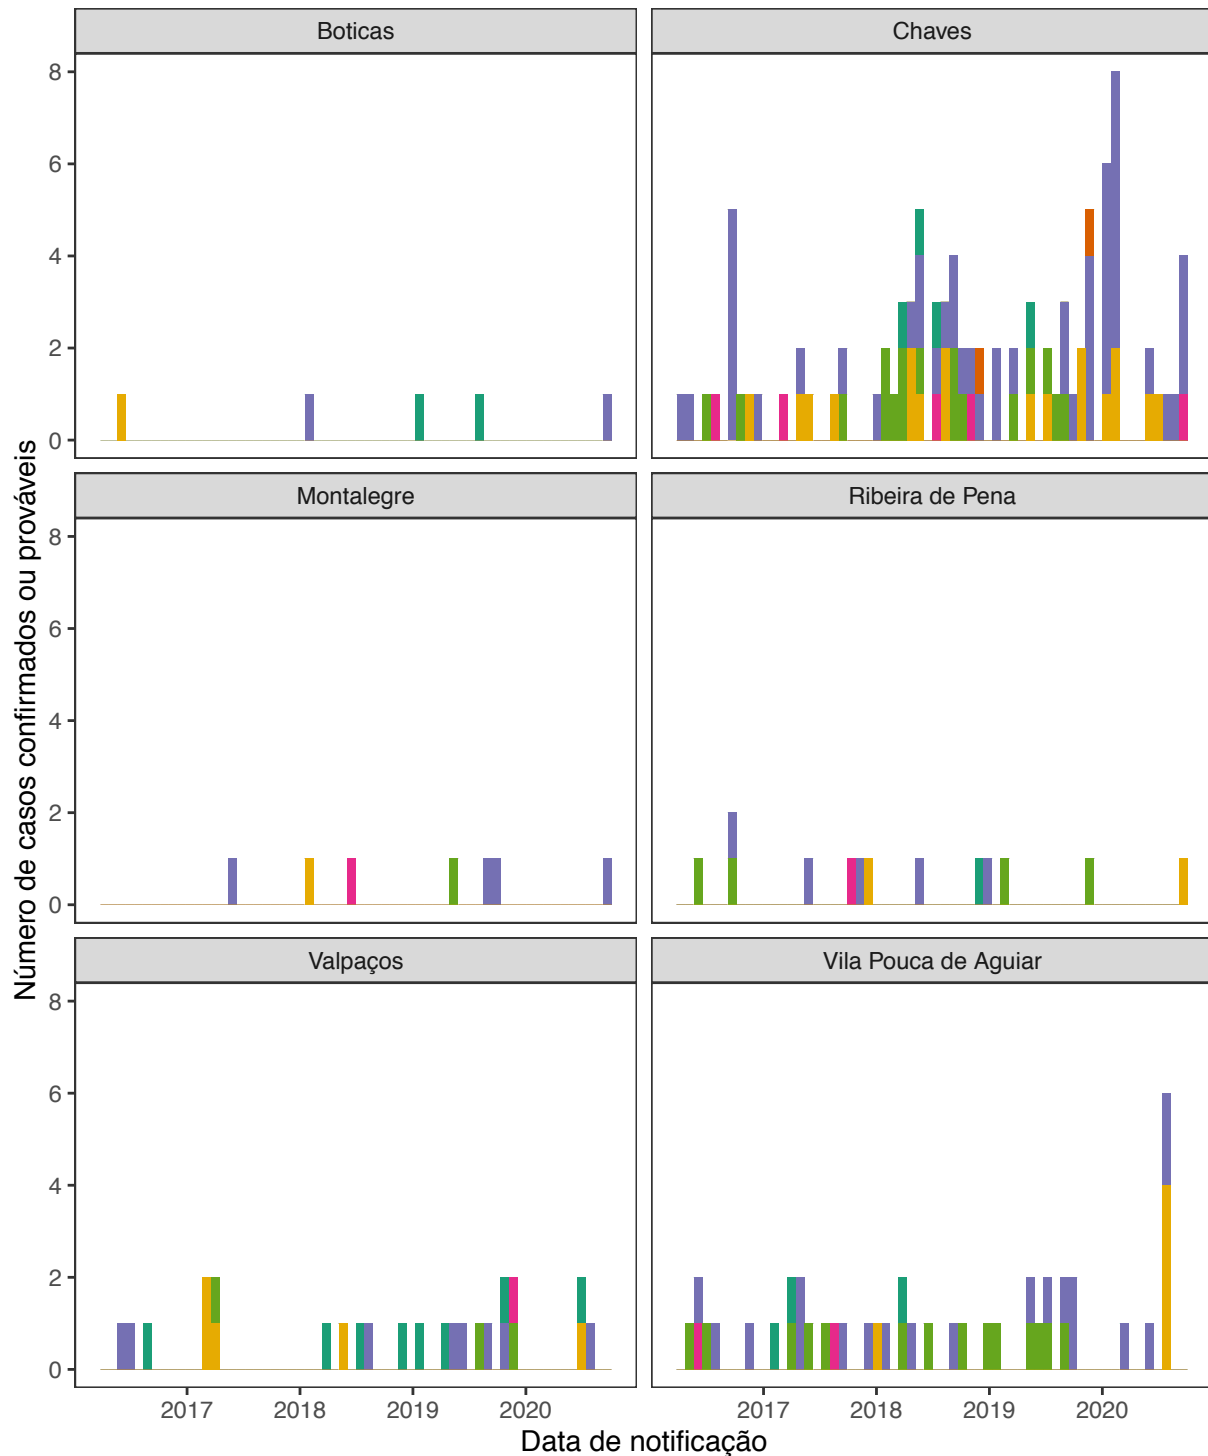 Boticas
Chaves
8
6
4
2
0
Montalegre
Ribeira de Pena
8
6
4
2
0
Valpaços
Vila Pouca de Aguiar
8
6
4
2
0
2017 2018 2019 2020
2017 2018 2019 2020
Data de notificação
Número de casos confirmados ou prováveis